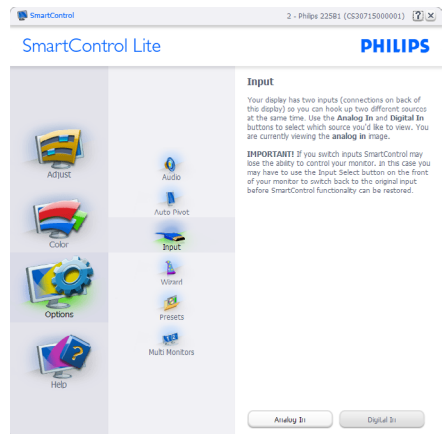 SmartControl
2 - Philips 225B1 (CS30715000001)
SmartControl Lite
PHILIPS
Adjust
Color
Options
Help
Audio
Auto Pivot
Input
Wizard
Presets
Multi Monitors
Input
Your display has two inputs (connections on back of
this display) so you can hook up two different sources
at the same time. Use the Analog In and Digital In
buttons to select which source you'd like to view. You
are currently viewing the analog in image.
IMPORTANT! If you switch inputs SmartControl may
lose the ability to control your monitor. in this case you
may have to use the Input Select button on the front
of your monitor to switch back to the original input
before SmartControl functionality can be restored.
Analog In
Digital In